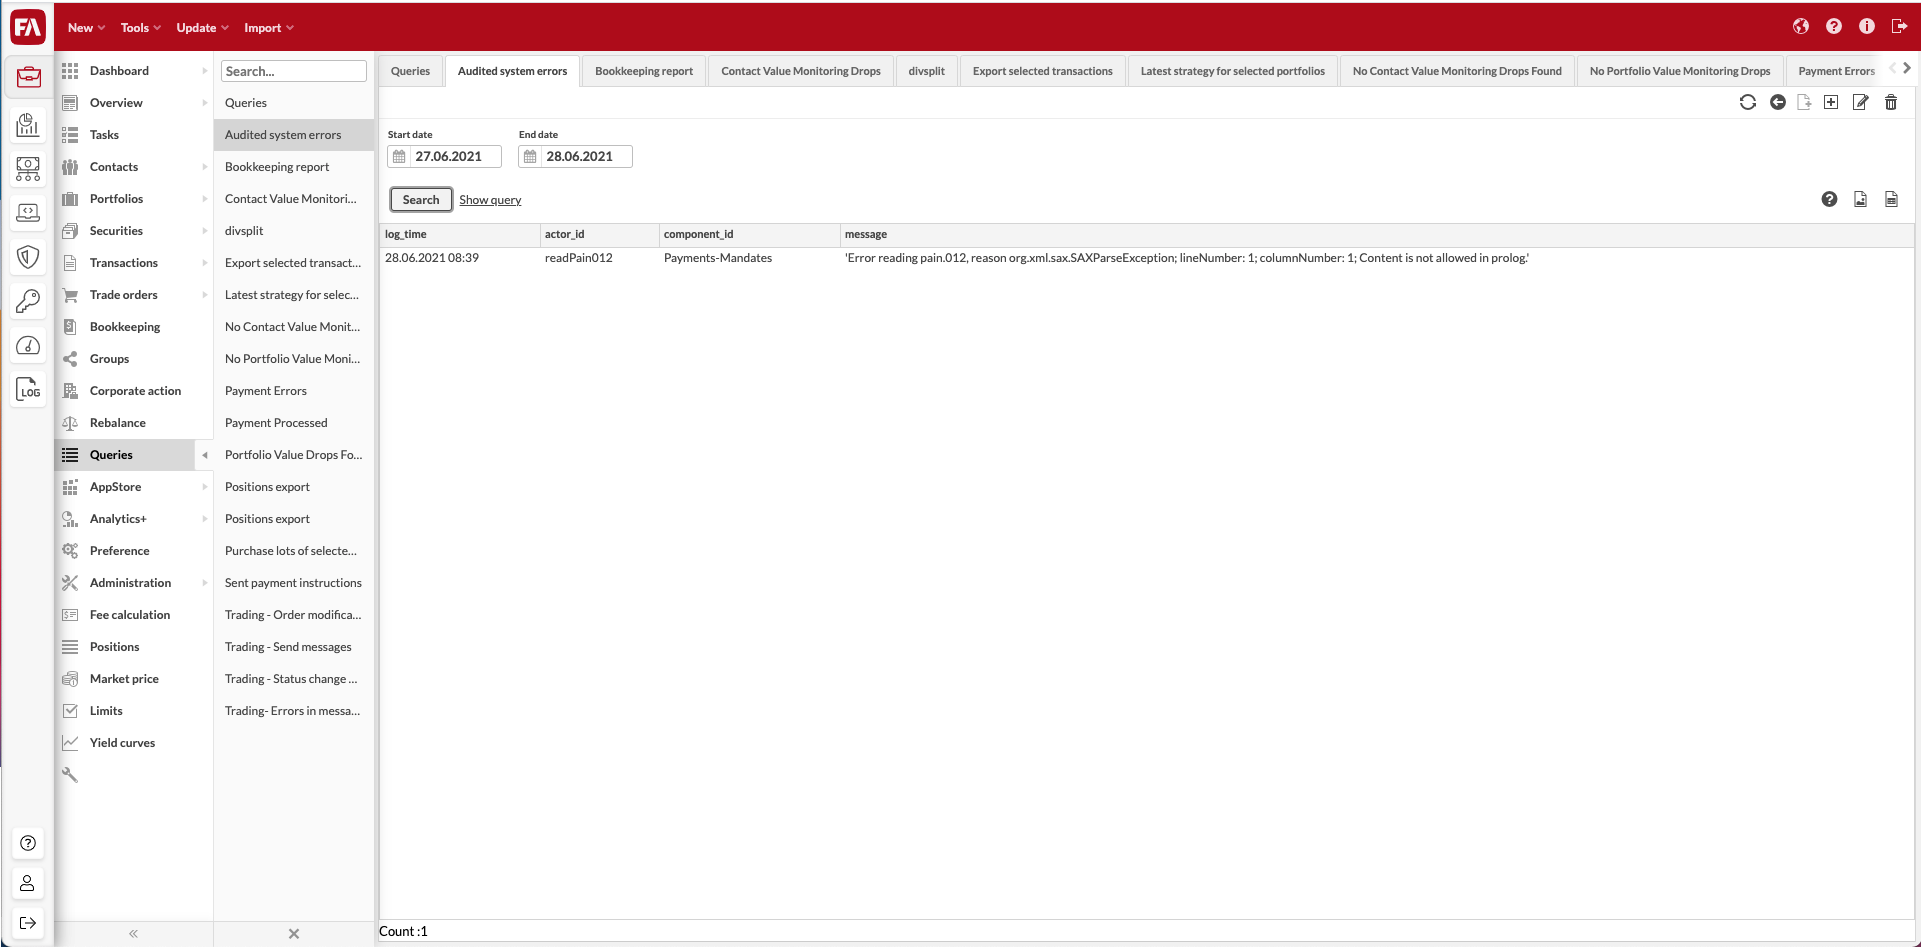 FA
New
Tools
Update
Import
LOG
Dashboard
Overview
Tasks
Contacts
Portfolios
Securities
Transactions
Trade orders
Bookkeeping
Groups
Corporate action
Rebalance
Queries
AppStore
Analytics+
Preference
Administration
Fee calculation
Positions
Market price
Limits
Yield curves
Search...
Queries
Audited system errors
Bookkeeping report
Contact Value Monitori...
divsplit
Export selected transact...
Latest strategy for selec...
No Contact Value Monit...
No Portfolio Value Moni...
Payment Errors
Payment Processed
Portfolio Value Drops Fo...
Positions export
Positions export
Purchase lots of selecte...
Sent payment instructions
Trading - Order modifica...
Trading - Send messages
Trading - Status change ...
Trading- Errors in messa...
Queries
Audited system errors
Bookkeeping report
Contact Value Monitoring Drops
divsplit
Export selected transactions
Latest strategy for selected portfolios
No Contact Value Monitoring Drops Found
No Portfolio Value Monitoring Drops
Payment Errors
Start date
End date
27.06.2021
28.06.2021
Search
Show query
log_time
actor_id
component_id
message
28.06.2021 08:39
readPain012
Payments-Mandates
'Error reading pain.012, reason org.xml.sax.SAXParseException; lineNumber: 1; columnNumber: 1; Content is not allowed in prolog.'
Count :1